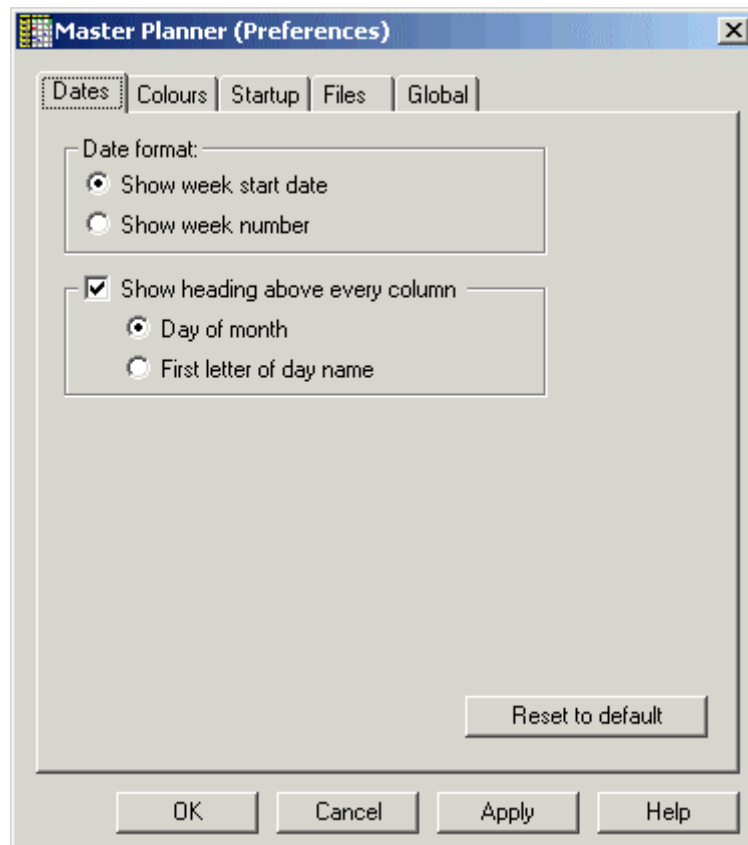 Master Planner (Preferences)
Dates Colours Startup Files Global
Date format:
Show week start date
Show week number
Show heading above every column
Day of month
First letter of day name
Reset to default
OK Cancel Apply Help